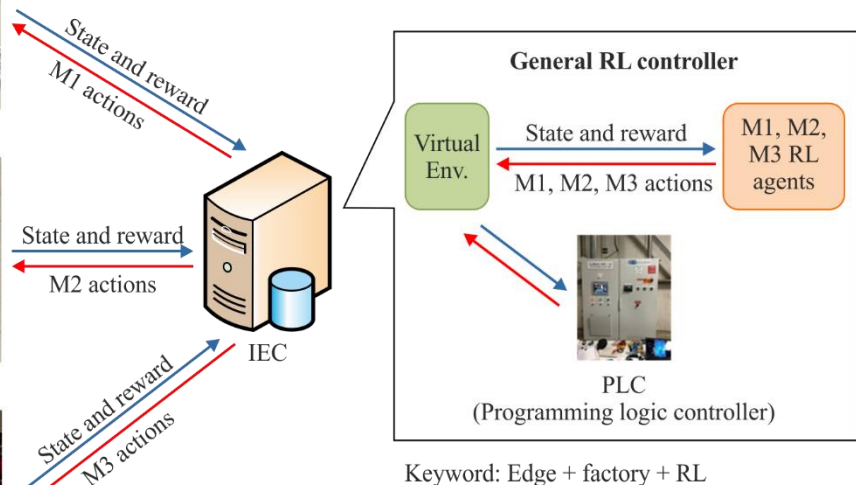 State and reward
M1 actions
State and reward
M2 actions
State and reward
M3 actions
IEC
General RL controller
Virtual
Env.
State and reward
M1, M2, M3 actions
M1, M2,
M3 RL
agents
PLC
(Programming logic controller)
Keyword: Edge + factory + RL